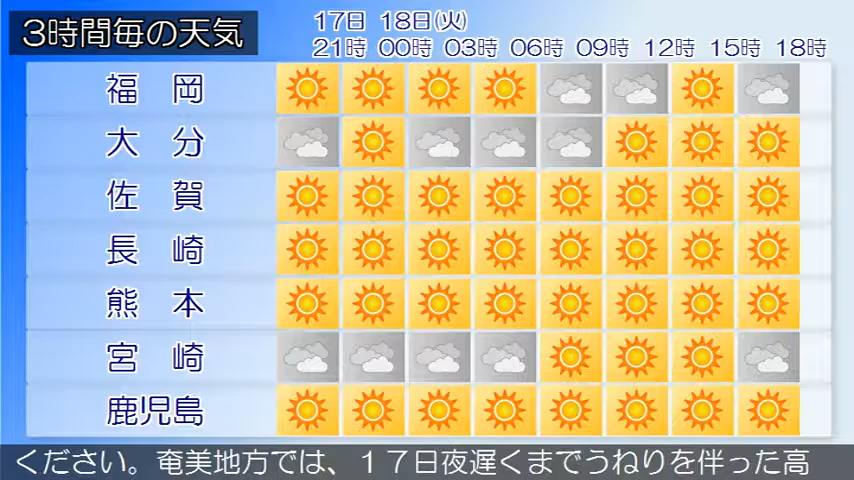 3時間毎の天気
17日 18日(火)
21時 00時 03時 06時 09時 12時 15時 18時
福岡
大分
佐賀
長崎
熊本
宮崎
鹿児島
ください。奄美地方では、１７日夜遅くまでうねりを伴った高